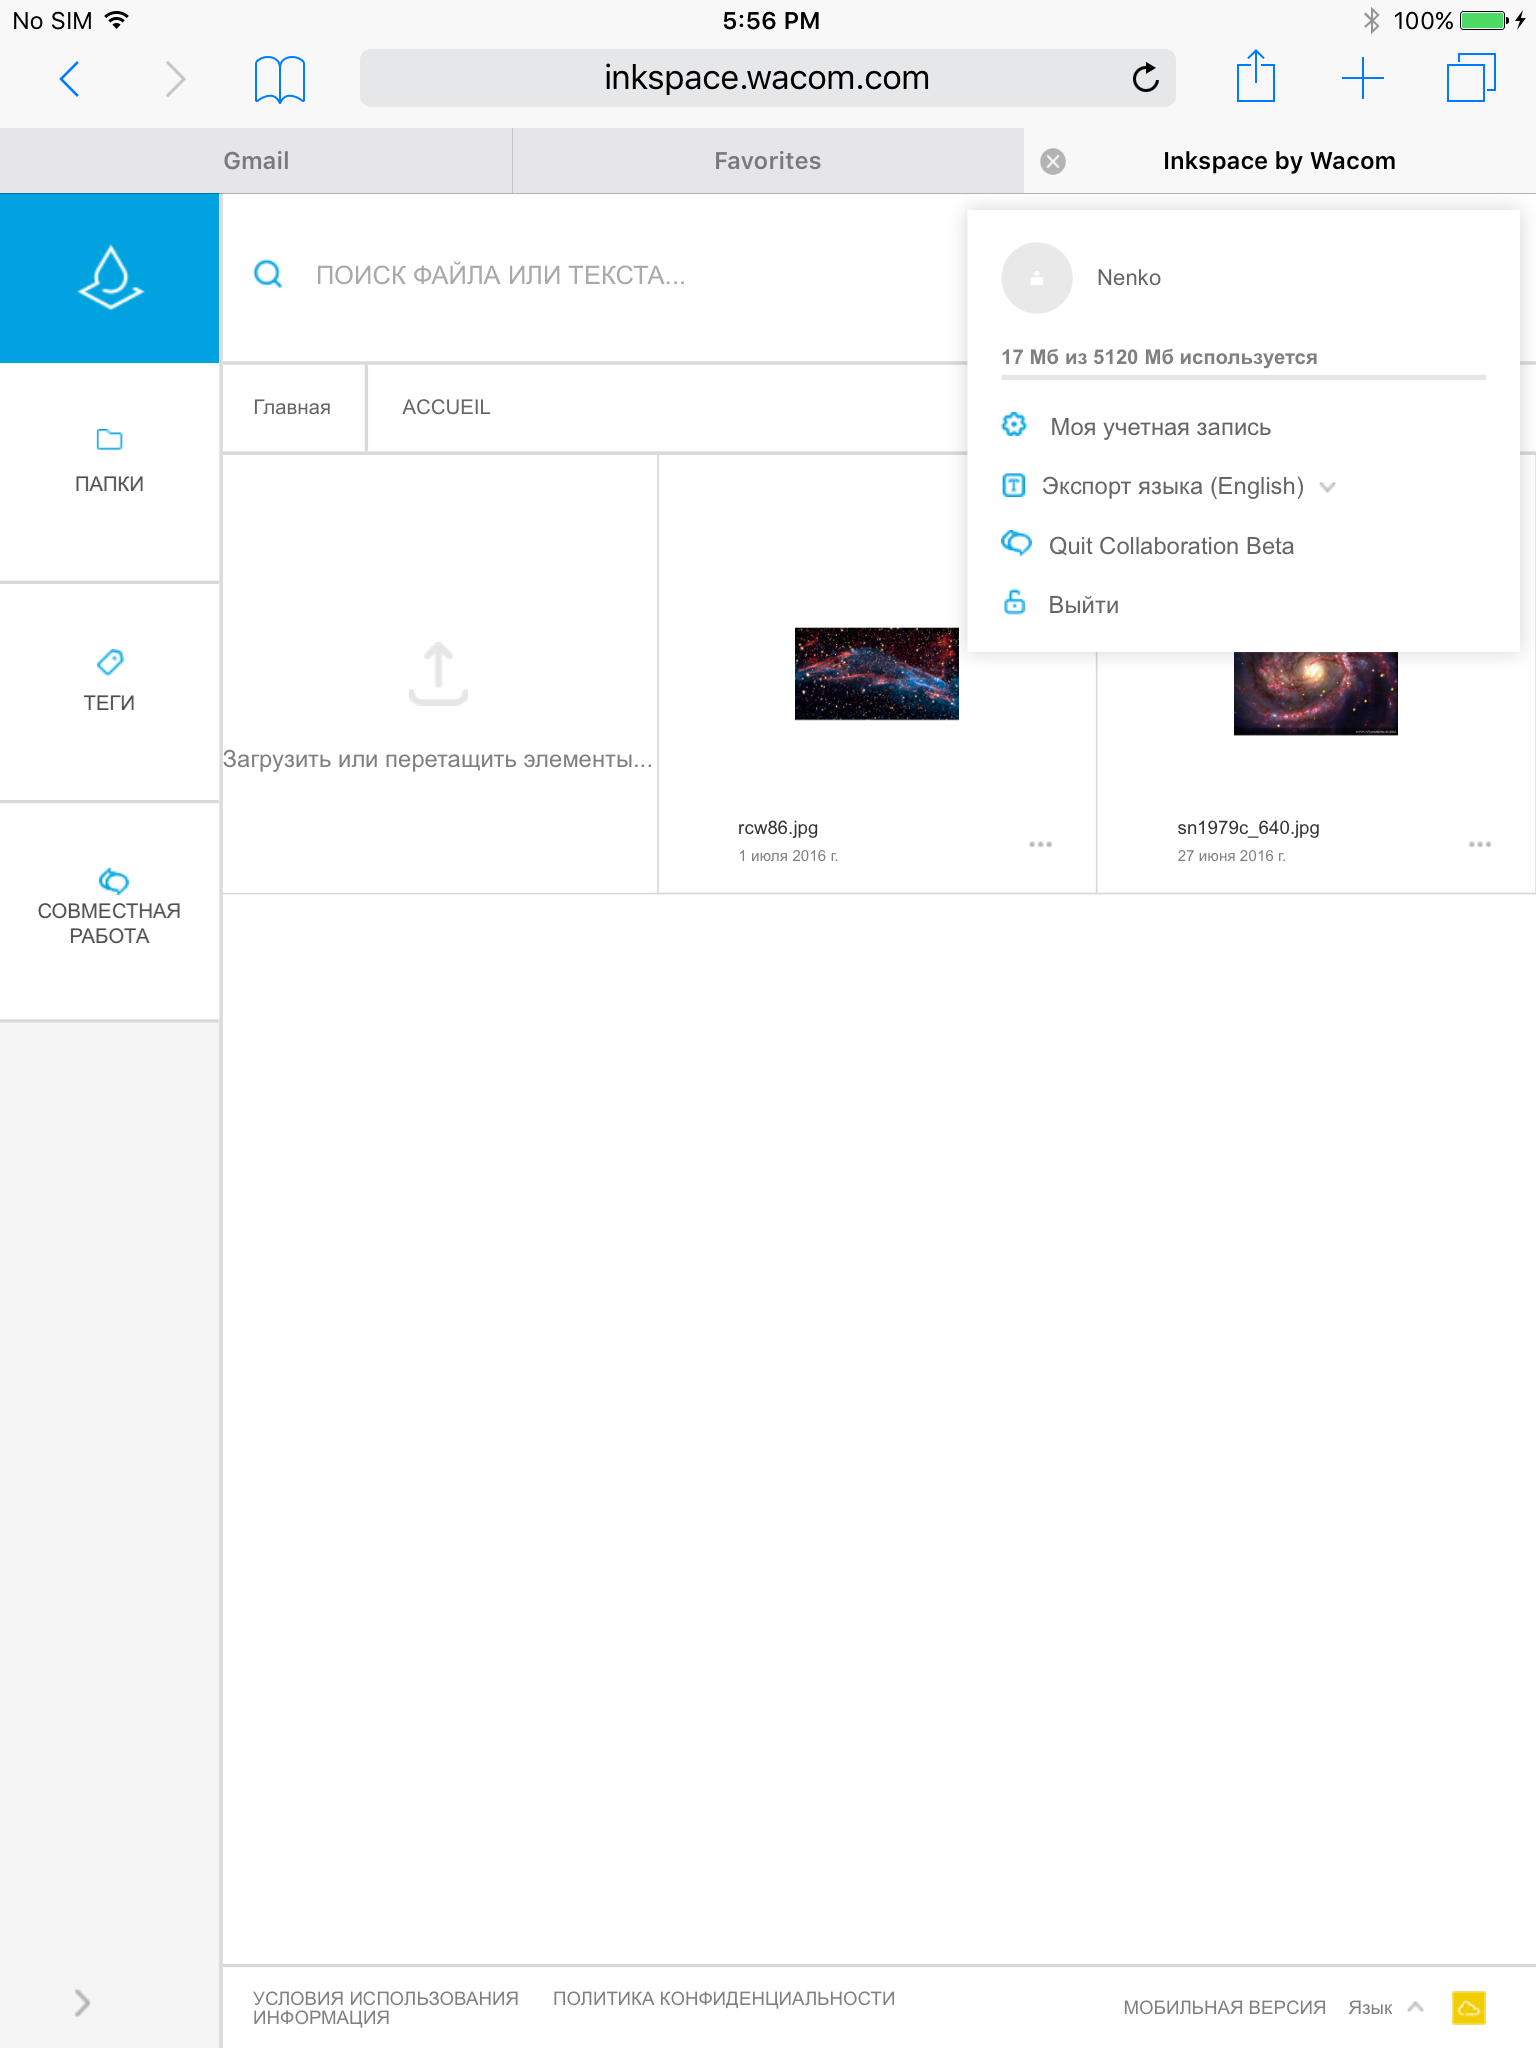 No SIM
5:56 PM
100%
inkspace.wacom.com
Gmail
Favorites
Inkspace by Wacom
ПОИСК ФАЙЛА ИЛИ ТЕКСТА...
Nenko
17 Мб из 5120 Мб используется
Моя учетная запись
Экспорт языка (English)
Quit Collaboration Beta
Выйти
Главная
ACCUEIL
ПАПКИ
ТЕГИ
СОВМЕСТНАЯ
РАБОТА
Загрузить или перетащить элементы...
rcw86.jpg
1 июля 2016 г.
sn1979c_640.jpg
27 июня 2016 г.
УСЛОВИЯ ИСПОЛЬЗОВАНИЯ
ПОЛИТИКА КОНФИДЕНЦИАЛЬНОСТИ
ИНФОРМАЦИЯ
МОБИЛЬНАЯ ВЕРСИЯ
Язык